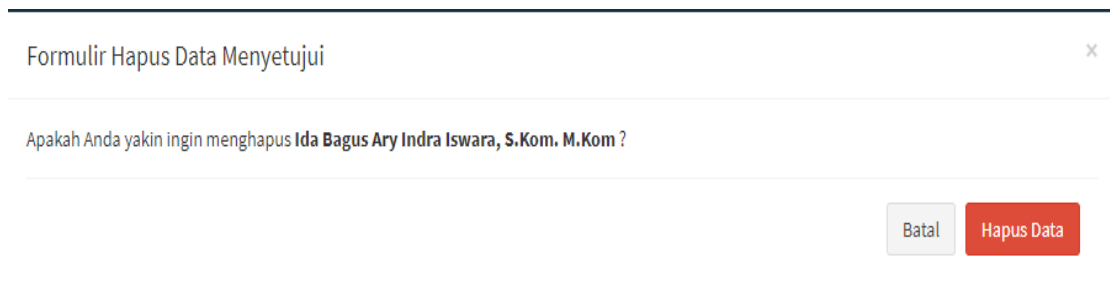 Formulir Hapus Data Menyetujui ×
Apakah Anda yakin ingin menghapus Ida Bagus Ary Indra Iswara, S.Kom. M.Kom ?
Batal Hapus Data